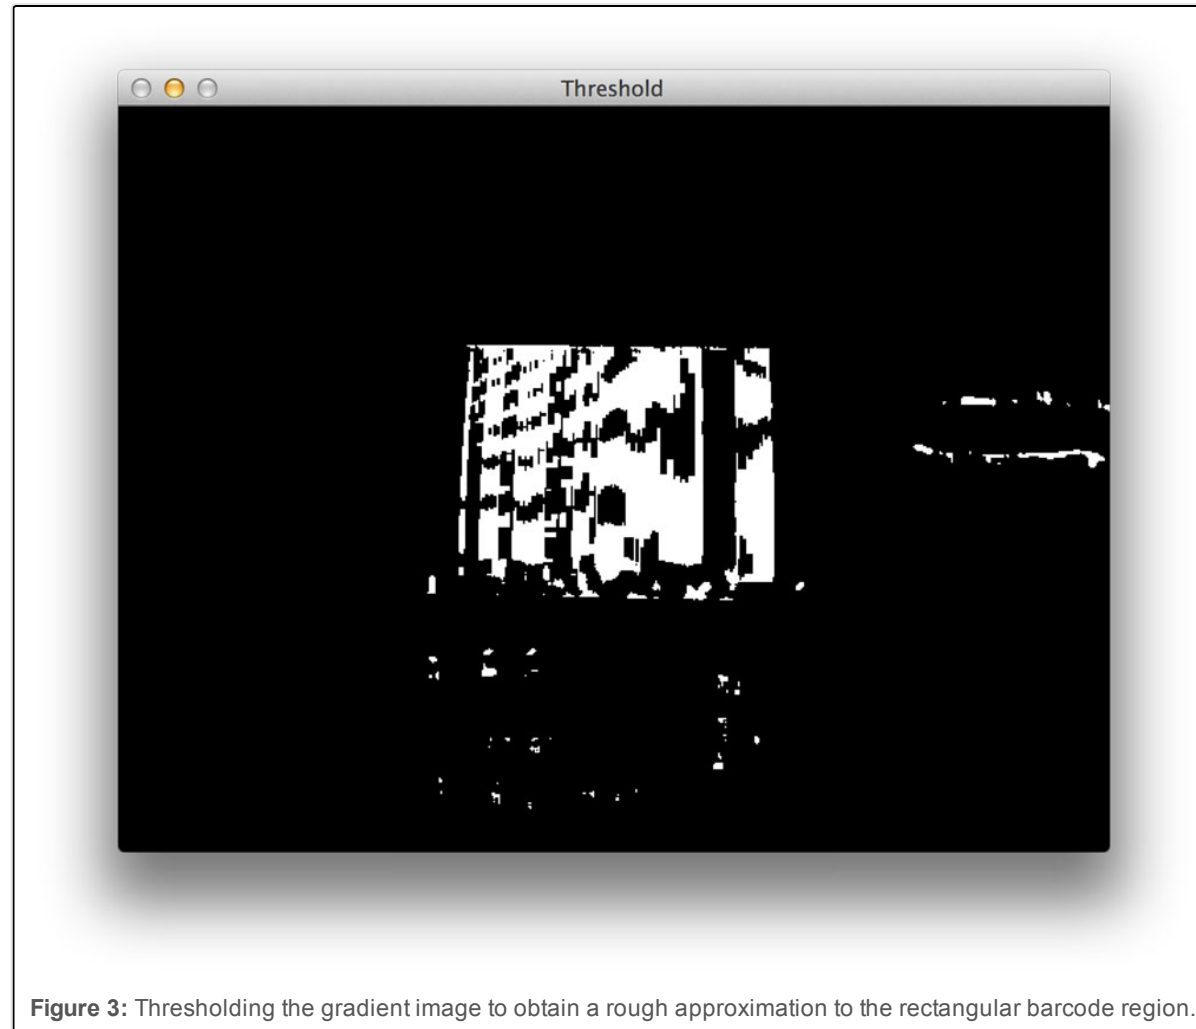 Threshold
Figure 3: Thresholding the gradient image to obtain a rough approximation to the rectangular barcode region.